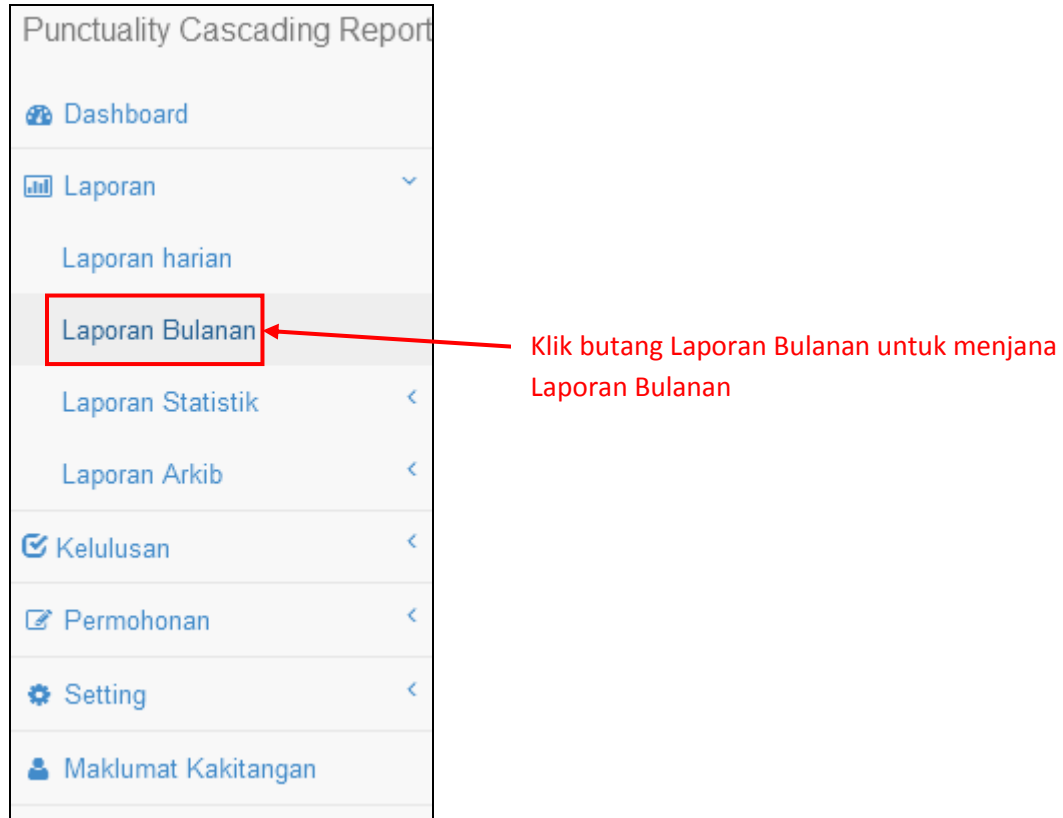 Punctuality Cascading Report
Dashboard
Laporan
Laporan harian
Laporan Bulanan
Klik butang Laporan Bulanan untuk menjana
Laporan Bulanan
Laporan Statistik
Laporan Arkib
Kelulusan
Permohonan
Setting
Maklumat Kakitangan